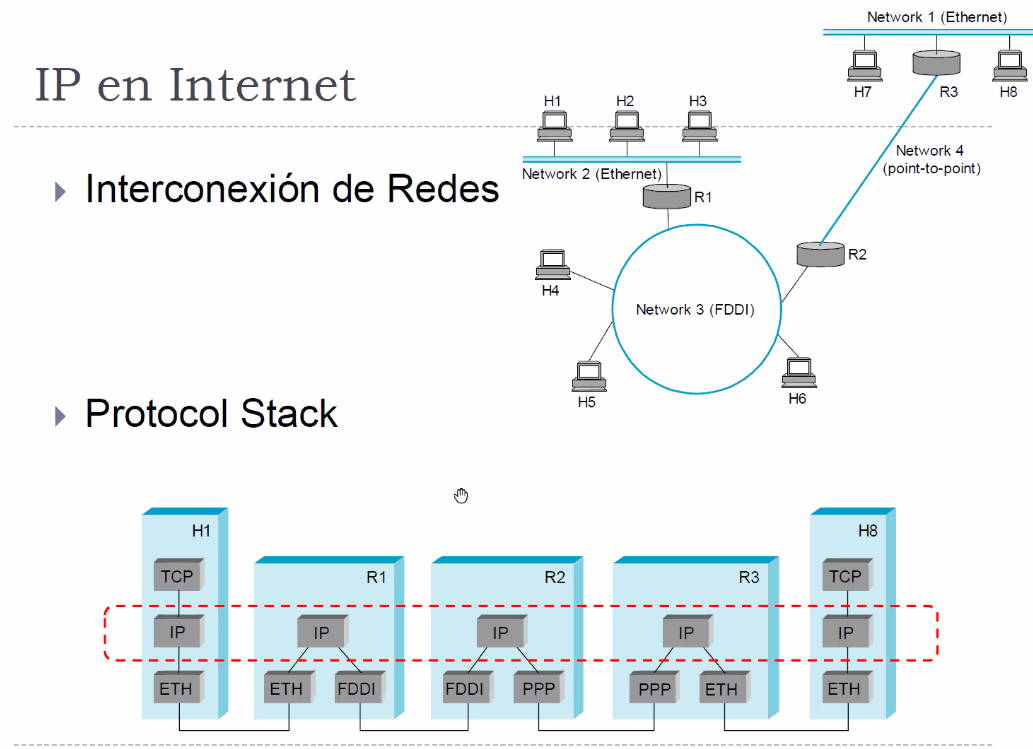 IP en Internet
Network 1 (Ethernet)
H7
R3
H8
H1
H2
H3
Network 4
(point-to-point)
Network 2 (Ethernet)
R1
Interconexión de Redes
R2
H4
Network 3 (FDDI)
H5
H6
Protocol Stack
H1
H8
TCP
R1
R2
R3
TCP
IP
IP
IP
IP
IP
ETH
ETH
FDDI
FDDI
PPP
PPP
ETH
ETH